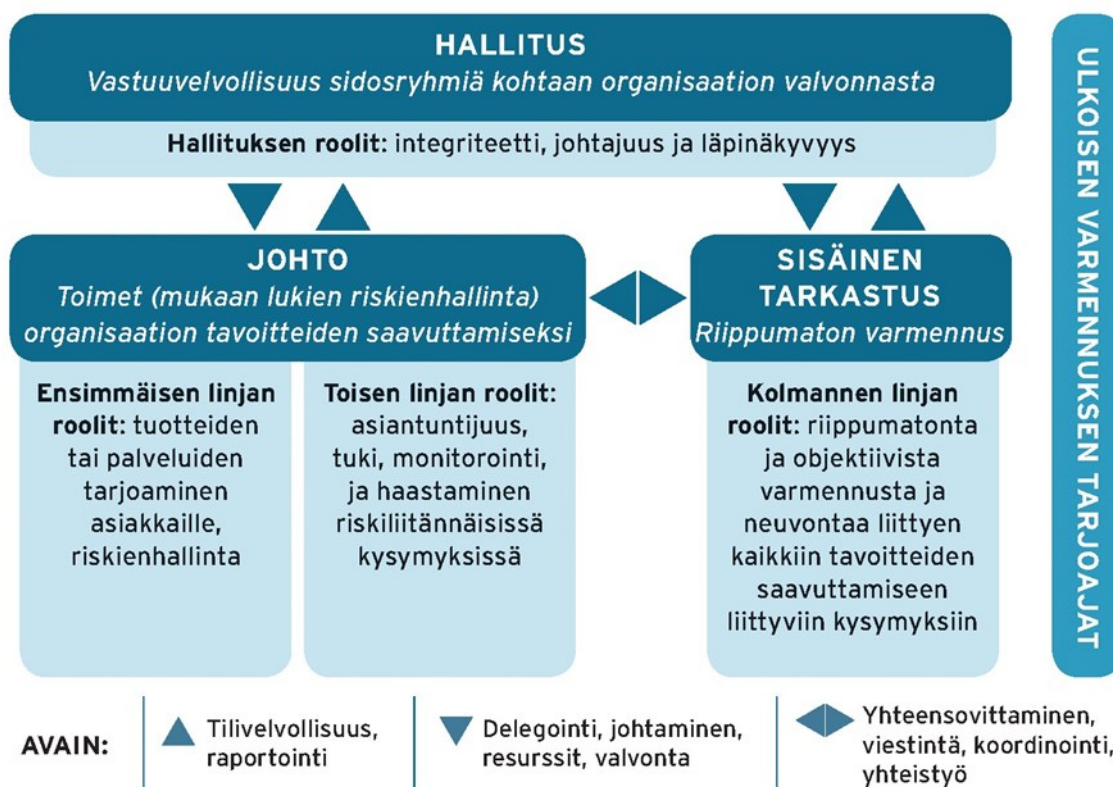 HALLITUS
Vastuuvelvollisuus sidosryhmiä kohtaan organisaation valvonnasta
Hallituksen roolit: integriteetti, johtajuus ja läpinäkyvyys
JOHTO
Toimet (mukaan lukien riskienhallinta)
organisaation tavoitteiden saavuttamiseksi
Ensimmäisen linjan
roolit: tuotteiden
tai palveluiden
tarjoaminen
asiakkaille,
riskienhallinta
Toisen linjan roolit:
asiantuntijuus,
tuki, monitorointi,
ja haastaminen
riskiliitännäisissä
kysymyksissä
SISÄINEN
TARKASTUS
Riippumaton varmennus
Kolmannen linjan
roolit: riippumatonta
ja objektiivista
varmennusta ja
neuvontaa liittyen
kaikkiin tavoitteiden
saavuttamiseen
liittyviin kysymyksiin
ULKOISEN VARMENNUKSEN TARJOAJAT
AVAIN:
Tilivelvollisuus,
raportointi
Delegointi, johtaminen,
resurssit, valvonta
Yhteensovittaminen,
viestintä, koordinointi,
yhteistyö